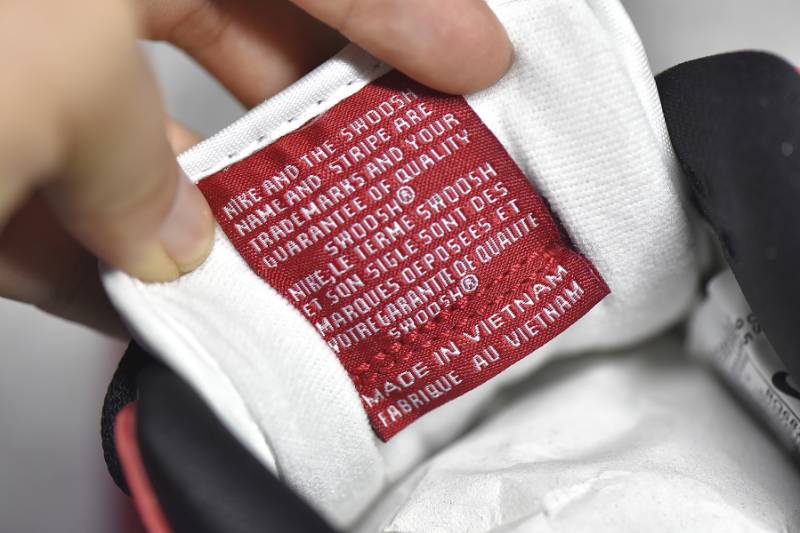 NIKE AND THE SWOOSH
NAME AND STRIPE ARE
TRADEMARKS AND YOUR
GUARANTEE OF QUALITY
SWOOSH®
NIKE.LE TERME SWOOSH
ET SON SIGLE SONT DES
MARQUES DEPOSEES ET
VOTRE GARANTIE DE QUALITE
SWOOSH®
MADE IN VIETNAM
FABRIQUE AU VIETNAM